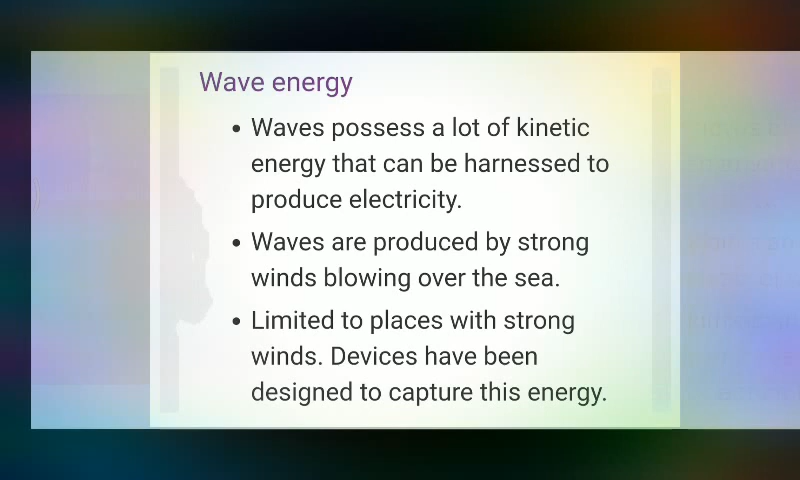 Wave energy
• Waves possess a lot of kinetic
energy that can be harnessed to
produce electricity.
• Waves are produced by strong
winds blowing over the sea.
• Limited to places with strong
winds. Devices have been
designed to capture this energy.